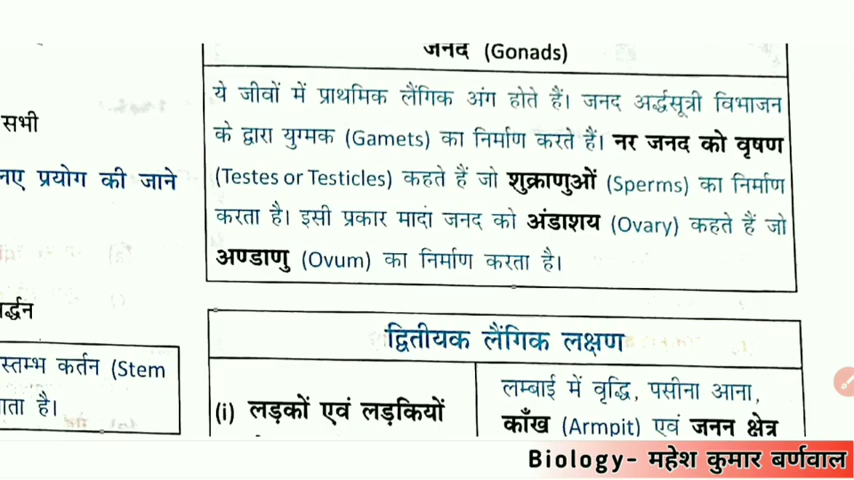 जनद (Gonads)
ये जीवों में प्राथमिक लैंगिक अंग होते हैं। जनद अर्द्धसूत्री विभाजन
के द्वारा युग्मक (Gamets) का निर्माण करते हैं। नर जनद को वृषण
(Testes or Testicles) कहते हैं जो शुक्राणुओं (Sperms) का निर्माण
करता है। इसी प्रकार मादा जनद को अंडाशय (Ovary) कहते हैं जो
अण्डाणु (Ovum) का निर्माण करता है।
सभी
नए प्रयोग की जाने
र्द्धन
स्तम्भ कर्तन (Stem
ाता है।
द्वितीयक लैंगिक लक्षण
(i) लड़कों एवं लड़कियों
लम्बाई में वृद्धि, पसीना आना,
काँख (Armpit) एवं जनन क्षेत्र
Biology- महेश कुमार बर्णवाल